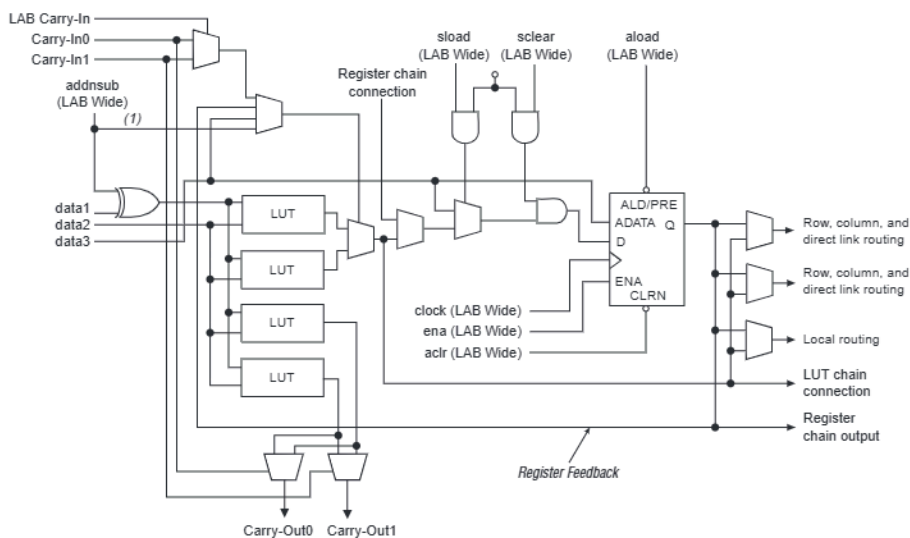 LAB Carry-In
Carry-In0
Carry-In1
addnsub
(LAB Wide)
(1)
data1
data2
data3
LUT
LUT
LUT
LUT
Register chain
connection
sload
(LAB Wide)
sclear
(LAB Wide)
aload
(LAB Wide)
ALD/PRE
ADATA
Q
D
ENA
CLRN
clock (LAB Wide)
ena (LAB Wide)
aclr (LAB Wide)
Row, column, and
direct link routing
Row, column, and
direct link routing
Local routing
LUT chain
connection
Register
chain output
Register Feedback
Carry-Out0
Carry-Out1